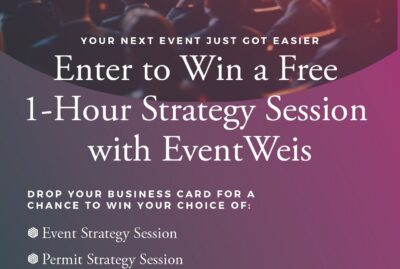 YOUR NEXT EVENT JUST GOT EASIER
Enter to Win a Free
1-Hour Strategy Session
with EventWeis
DROP YOUR BUSINESS CARD FOR A
CHANCE TO WIN YOUR CHOICE OF:
Event Strategy Session
Permit Strategy Session